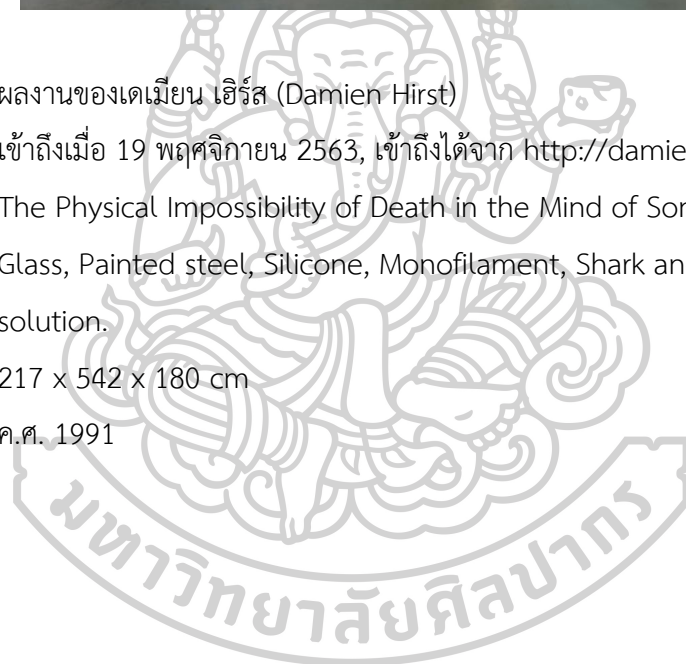 ผลงานของเดเมียน เฮิร์ส (Damien Hirst)
เข้าถึงเมื่อ 19 พฤศจิกายน 2563, เข้าถึงได้จาก http://damie
The Physical Impossibility of Death in the Mind of Sor
Glass, Painted steel, Silicone, Monofilament, Shark an
solution.
217 x 542 x 180 cm
ค.ศ. 1991
มหาวิทยาลัยศิลปากร